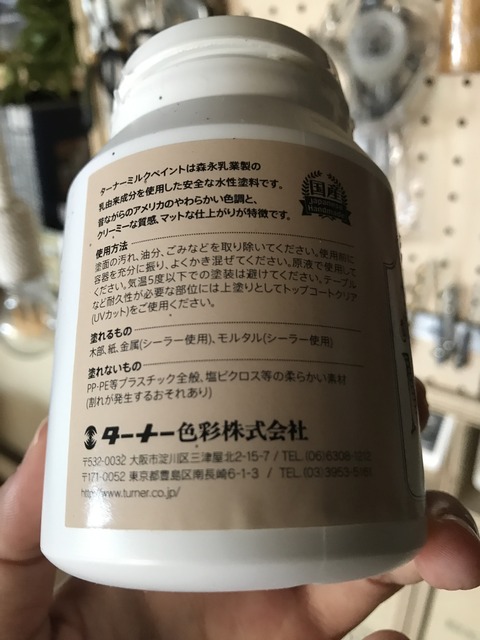 ターナーミルクペイントは森永乳業製の
乳由来成分を使用した安全な水性塗料です。
昔ながらのアメリカのやわらかい色調と、
クリーミーな質感、マットな仕上がりが特徴です。
国産
Japanese
使用方法
塗面の汚れ、油分、ごみなどを取り除いてください。使用前に
容器を充分に振り、よくかき混ぜてください。原液で使用して
ください。気温5度以下での塗装は避けてください。テーブル
など耐久性が必要な部位には上塗りとしてトップコートクリア
(UVカット)をご使用ください。
塗れるもの
木部、紙、金属(シーラー使用)、モルタル(シーラー使用)
塗れないもの
PP・PE等プラスチック全般、塩ビクロス等の柔らかい素材
(割れが発生するおそれあり)
ターナー色彩株式会社
〒532-0032 大阪市淀川区三津屋北2-15-7 / TEL.(06)6308-1212
〒171-0052 東京都豊島区南長崎6-1-3 / TEL.(03)3953-5155
http://www.turner.co.jp/